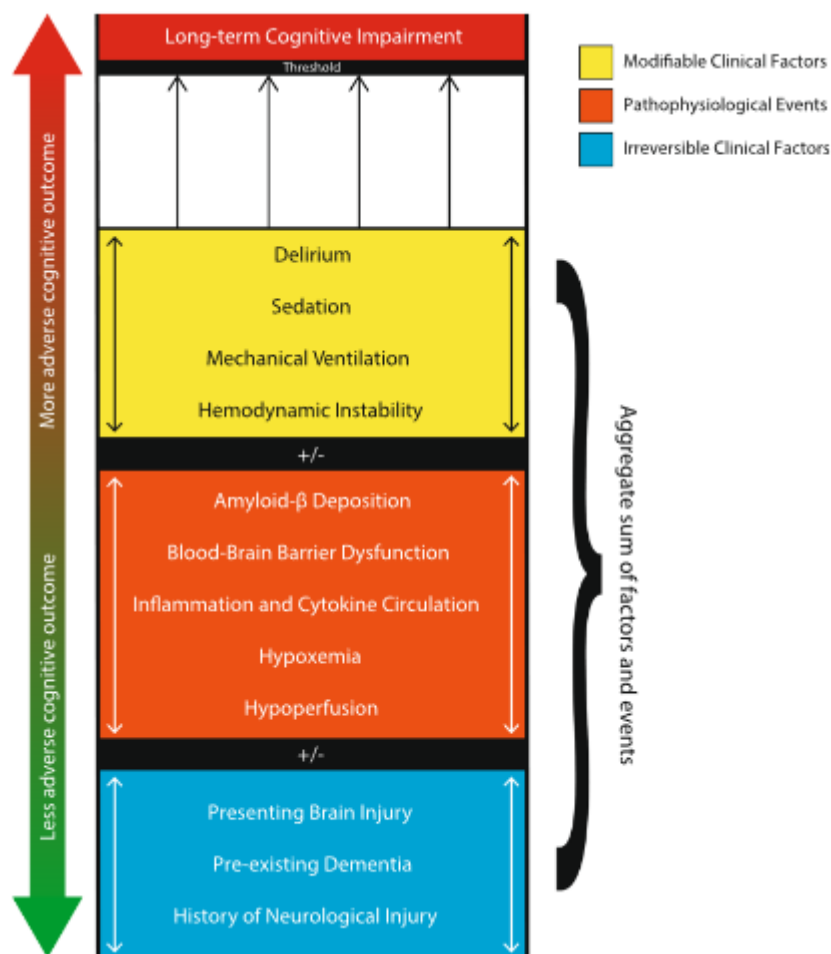 Long-term Cognitive Impairment
Threshold
Modifiable Clinical Factors
Pathophysiological Events
Irreversible Clinical Factors
More adverse cognitive outcome
Less adverse cognitive outcome
Delirium
Sedation
Mechanical Ventilation
Hemodynamic Instability
+/-
Amyloid-β Deposition
Blood-Brain Barrier Dysfunction
Inflammation and Cytokine Circulation
Hypoxemia
Hypoperfusion
+/-
Presenting Brain Injury
Pre-existing Dementia
History of Neurological Injury
Aggregate sum of factors and events